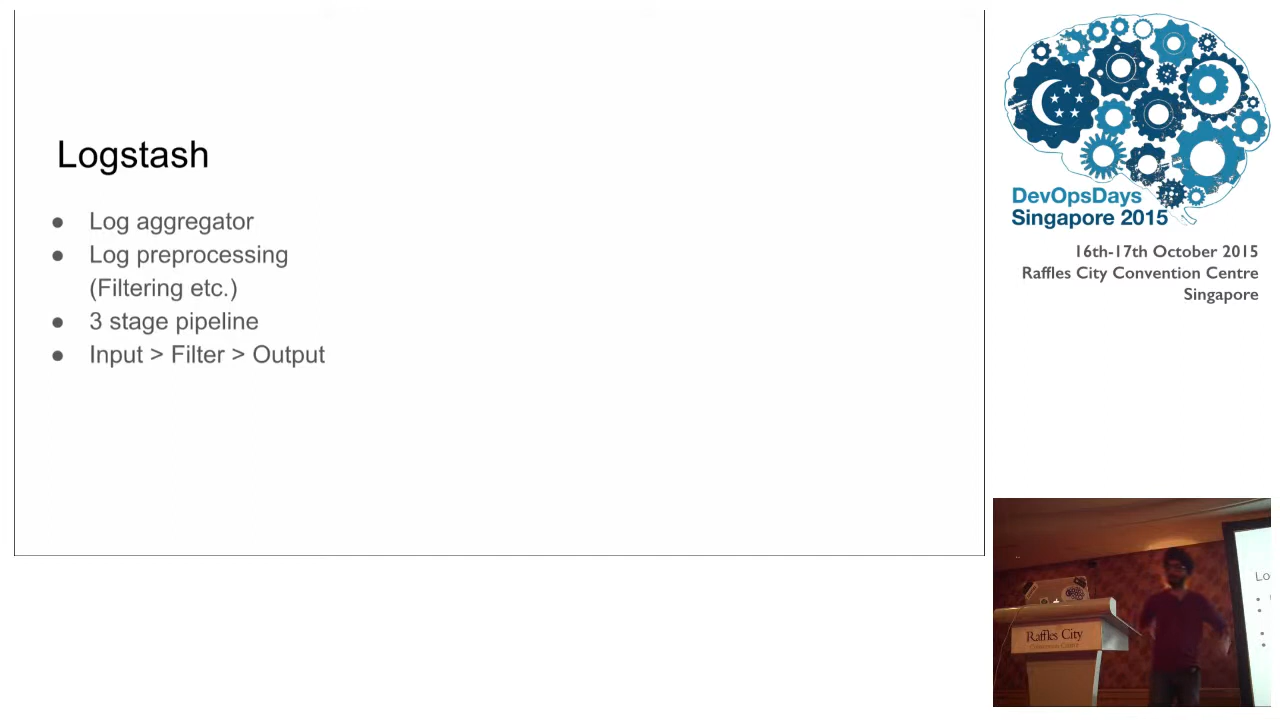 Logstash
● Log aggregator
● Log preprocessing
(Filtering etc.)
● 3 stage pipeline
● Input > Filter > Output
DevOpsDays
Singapore 2015
16th-17th October 2015
Raffles City Convention Centre
Singapore
Raffles City
Lo